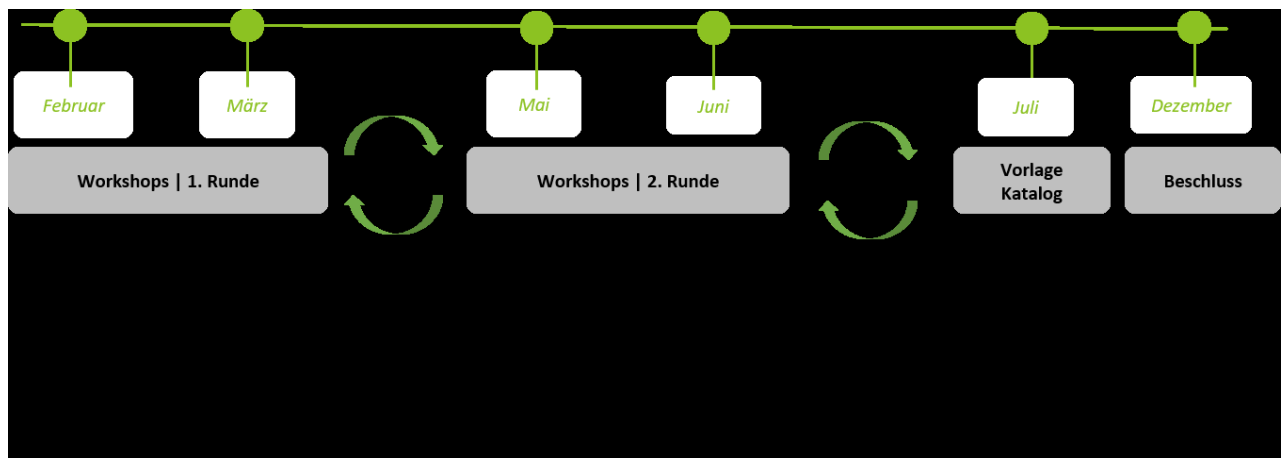 Februar
März
Mai
Juni
Juli
Dezember
Workshops | 1. Runde
Workshops | 2. Runde
Vorlage
Katalog
Beschluss